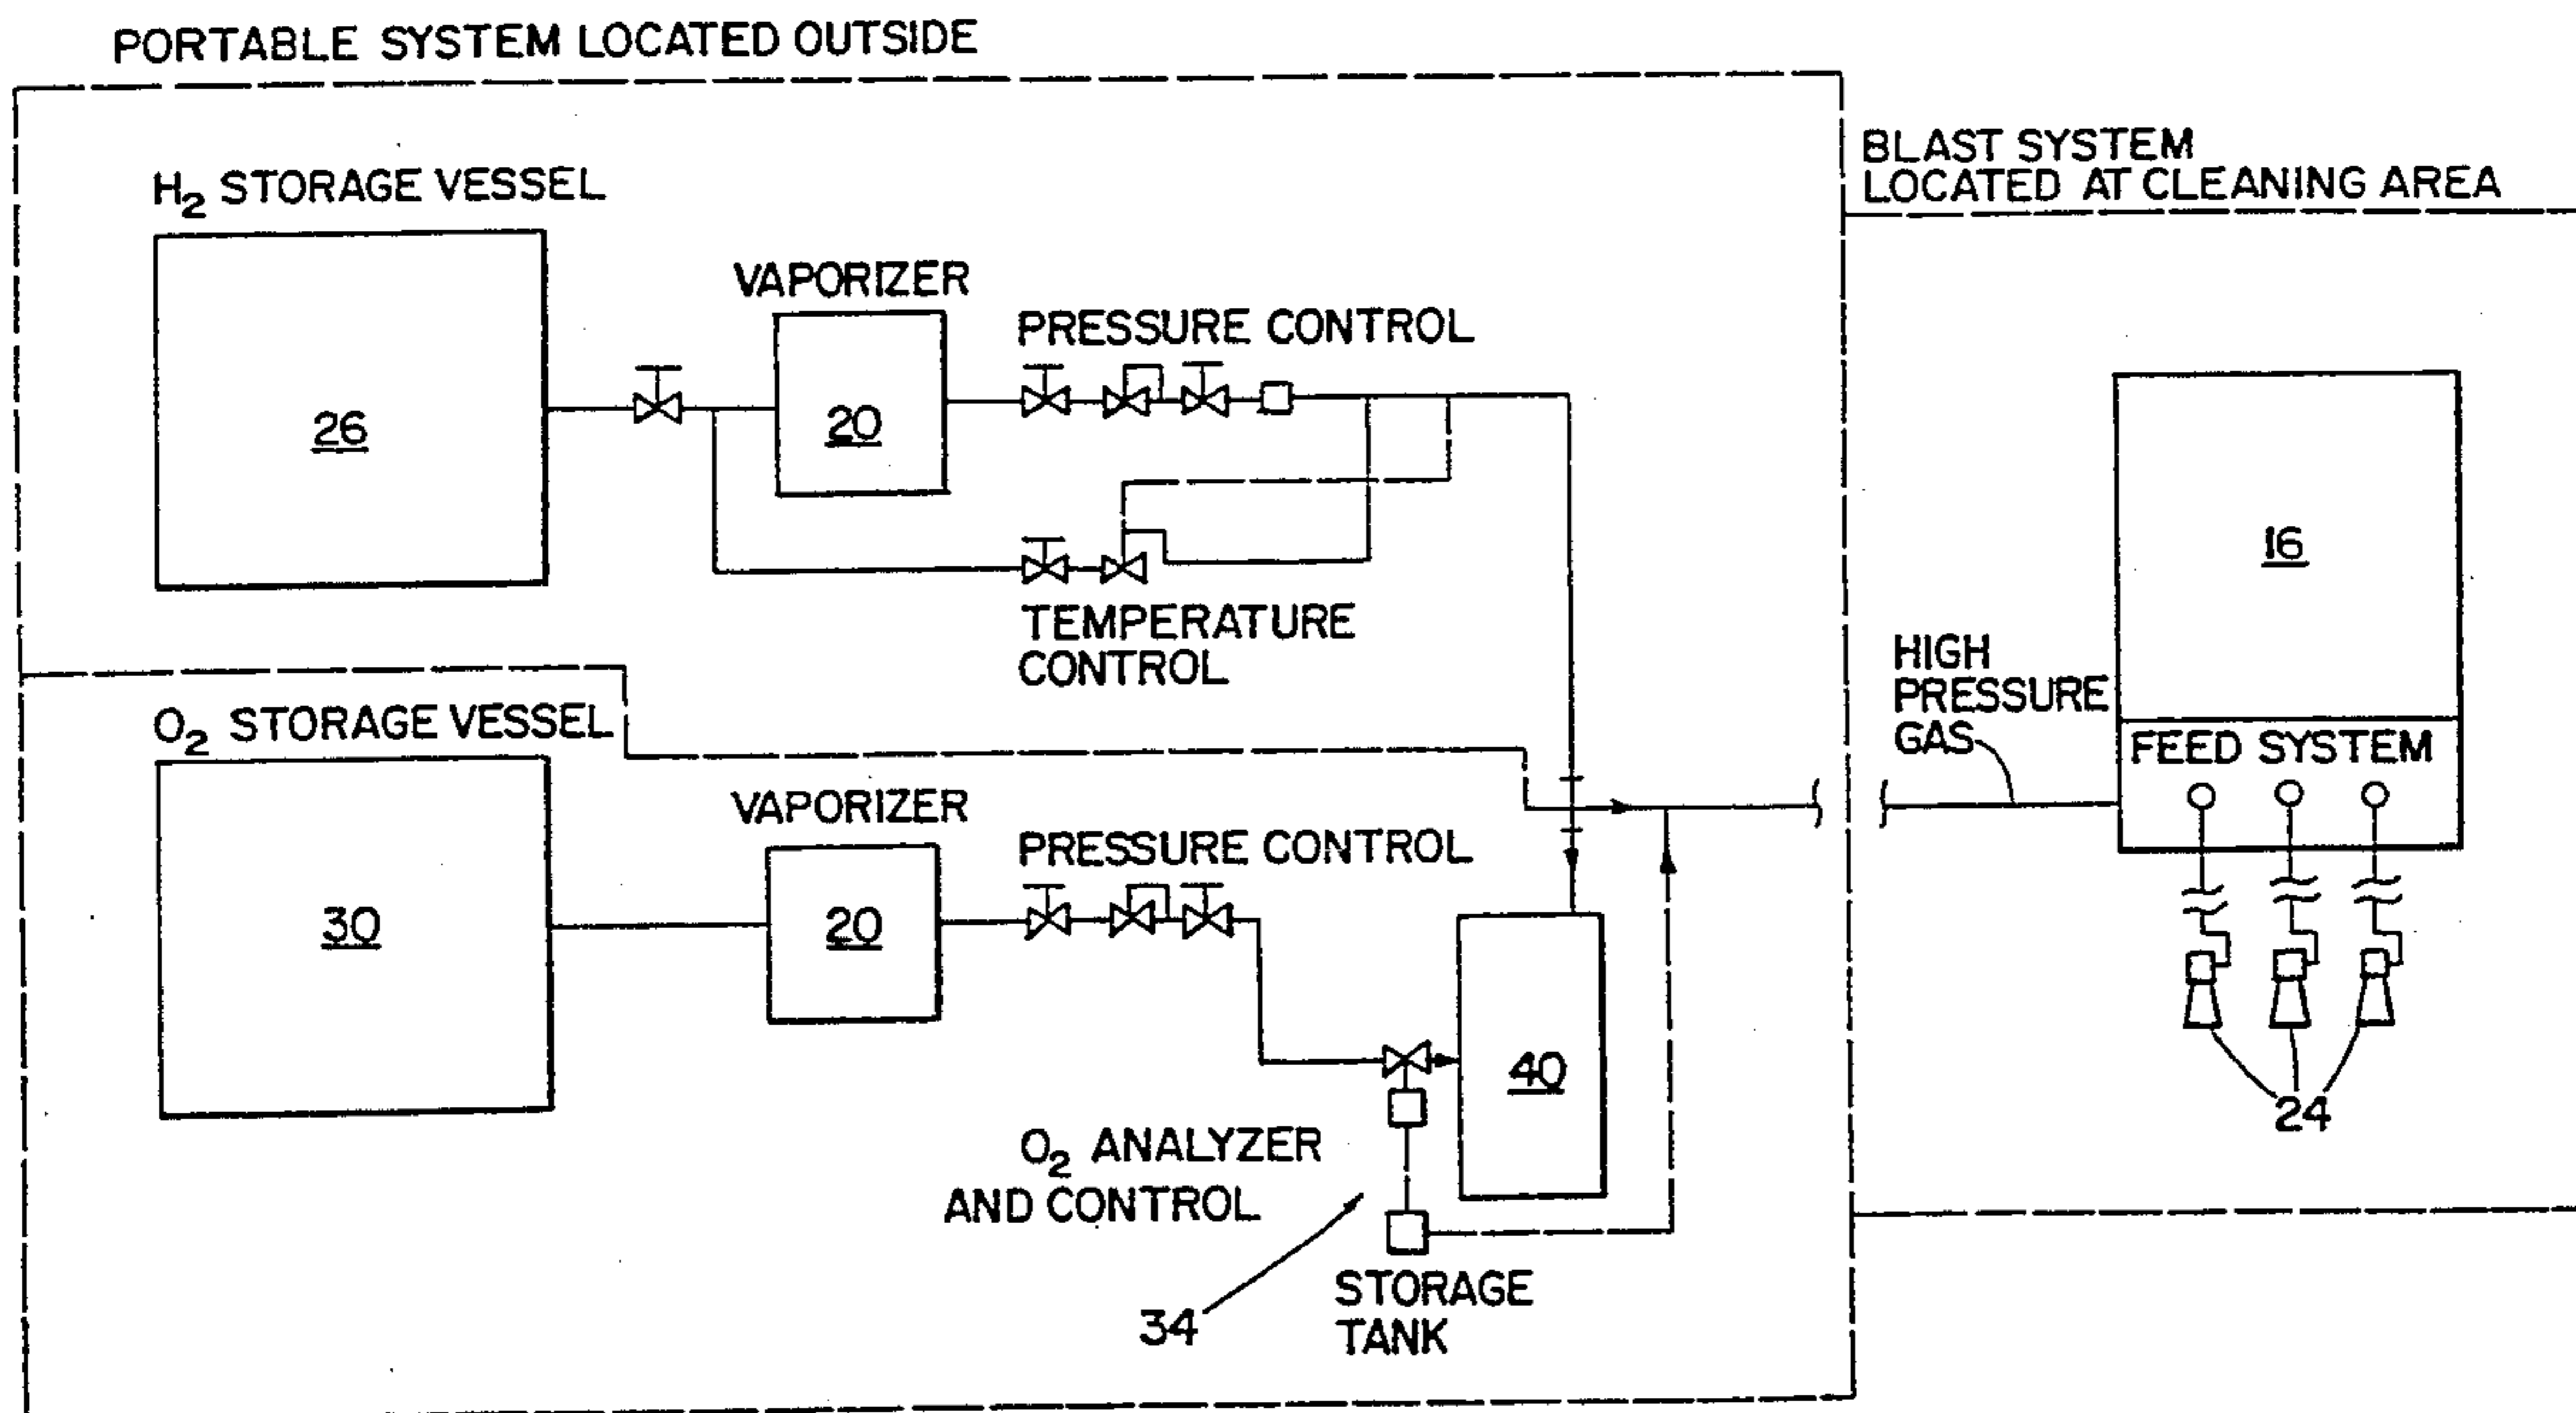 PORTABLE SYSTEM LOCATED OUTSIDE
BLAST SYSTEM
LOCATED AT CLEANING AREA
H₂ STORAGE VESSEL
26
VAPORIZER
20
PRESSURE CONTROL
TEMPERATURE
CONTROL
16
HIGH
PRESSURE
GAS
FEED SYSTEM
24
O₂ STORAGE VESSEL
30
VAPORIZER
20
PRESSURE CONTROL
40
O₂ ANALYZER
AND CONTROL
34
STORAGE
TANK